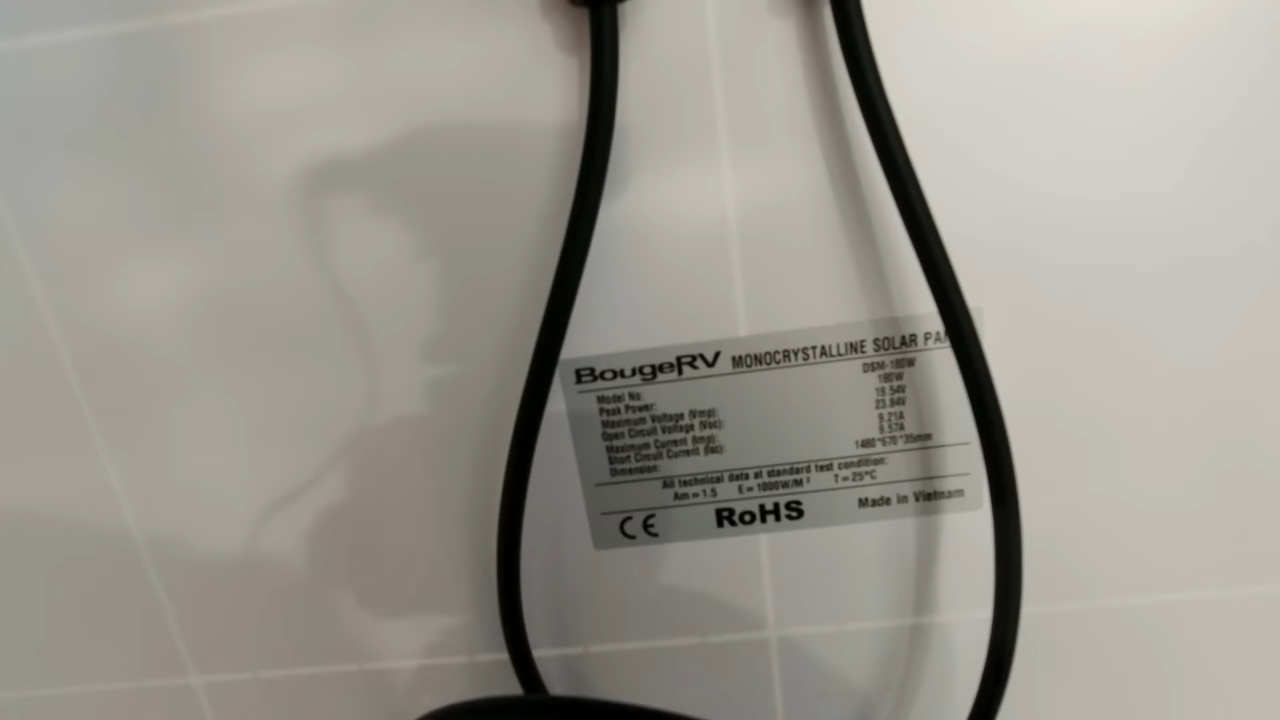 BougeRV MONOCRYSTALLINE SOLAR PA
Model No. DSM-180W
Peak Power: 180W
Maximum Voltage (Vmp): 19.54V
Open Circuit Voltage (Voc): 23.84V
Maximum Current (Imp): 9.21A
Short Circuit Current (Isc): 9.57A
Dimension: 1480*670*35mm
All technical data at standard test condition:
Am=1.5 E=1000W/M² T=25°C
CE RoHS Made in Vietnam